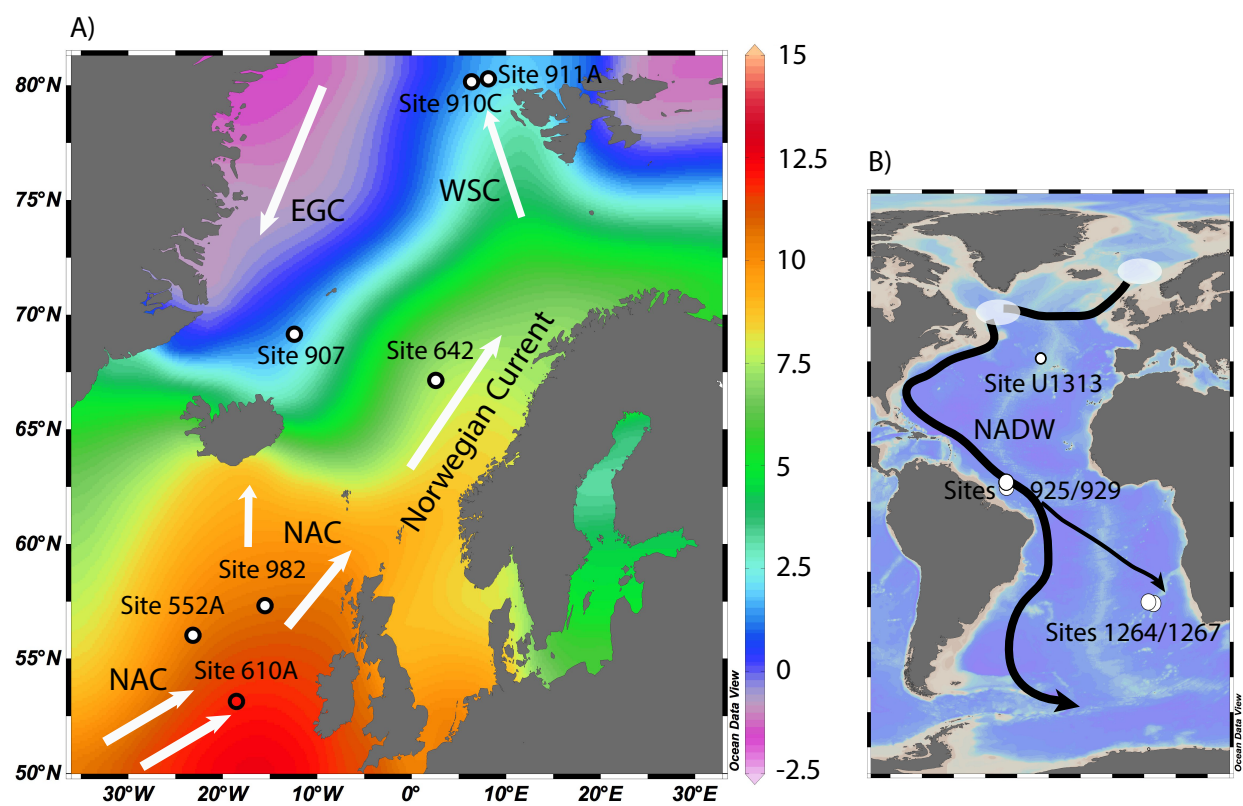 A)
80°N
75°N
70°N
65°N
60°N
55°N
50°N
30°W
20°W
10°W
0°E
10°E
20°E
30°E
Site 911A
Site 910C
WSC
EGC
Site 907
Site 642
Norwegian Current
NAC
Site 982
Site 552A
Site 610A
NAC
Ocean Data View
15
12.5
10
7.5
5
2.5
0
-2.5
B)
Site U1313
NADW
Sites 925/929
Sites 1264/1267
Ocean Data View